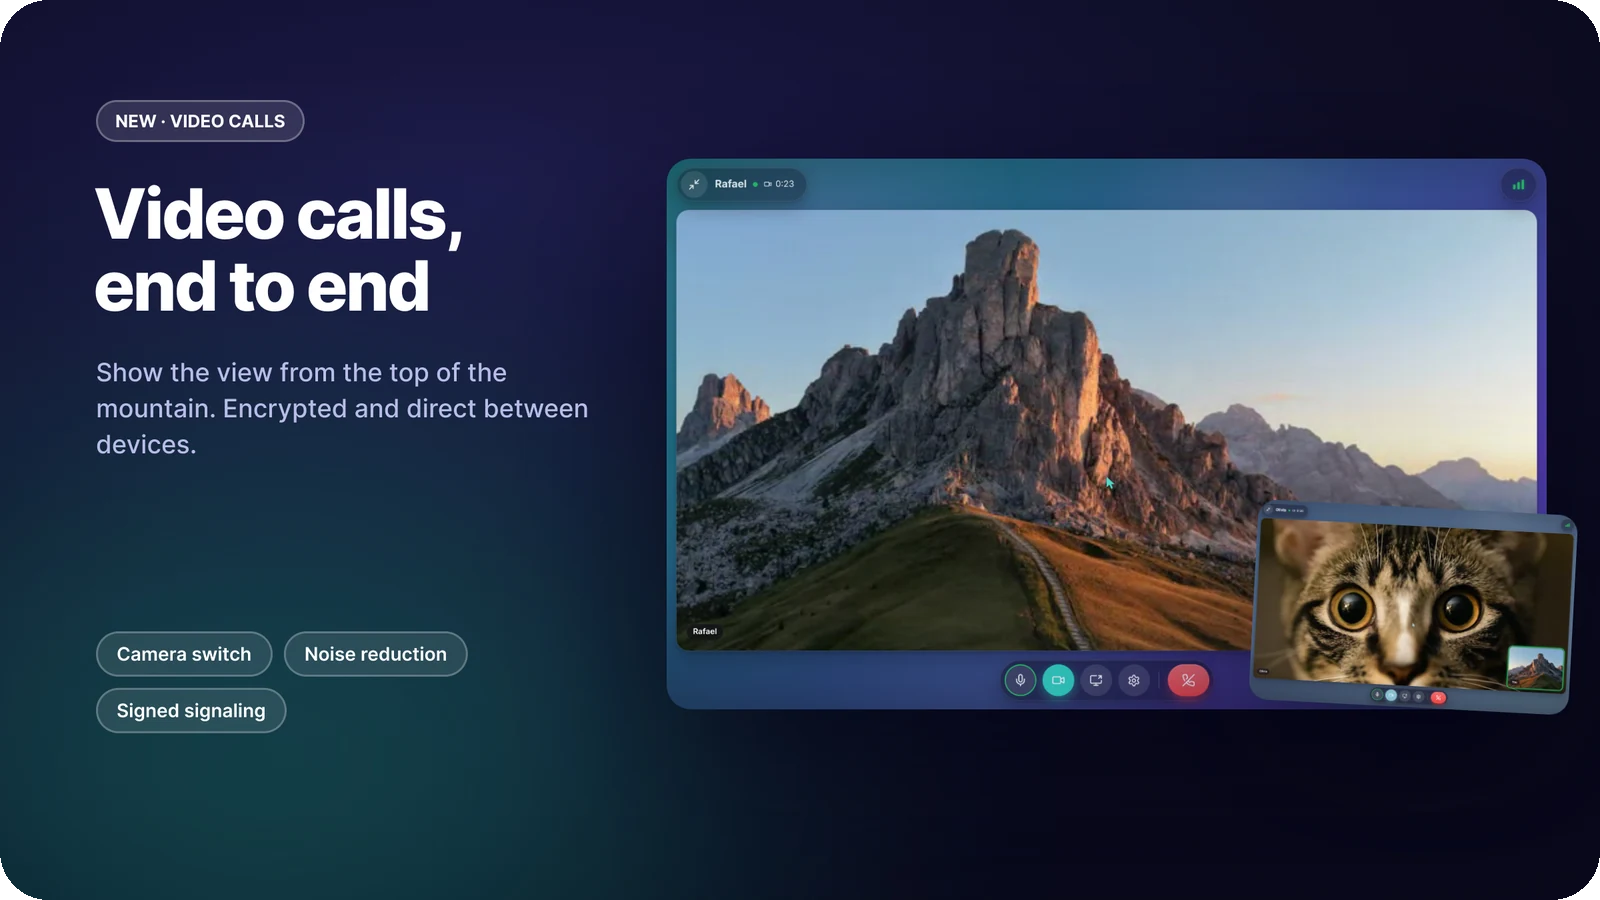 NEW · VIDEO CALLS
Video calls,
end to end
Show the view from the top of the
mountain. Encrypted and direct between
devices.
Camera switch
Noise reduction
Signed signaling
Rafael
0:23
Rafael